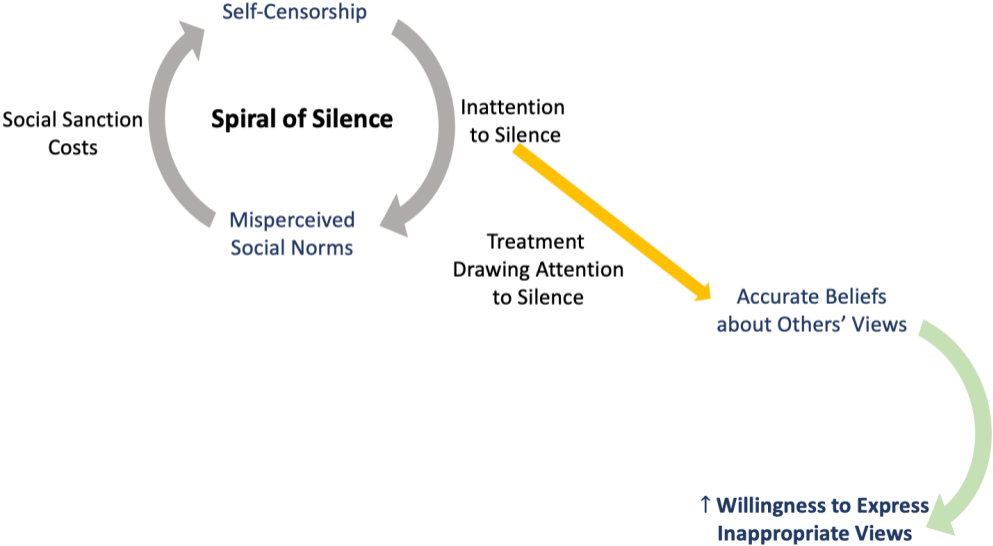 Self-Censorship
Social Sanction
Costs
Spiral of Silence
Inattention
to Silence
Misperceived
Social Norms
Treatment
Drawing Attention
to Silence
Accurate Beliefs
about Others’ Views
↑ Willingness to Express
Inappropriate Views